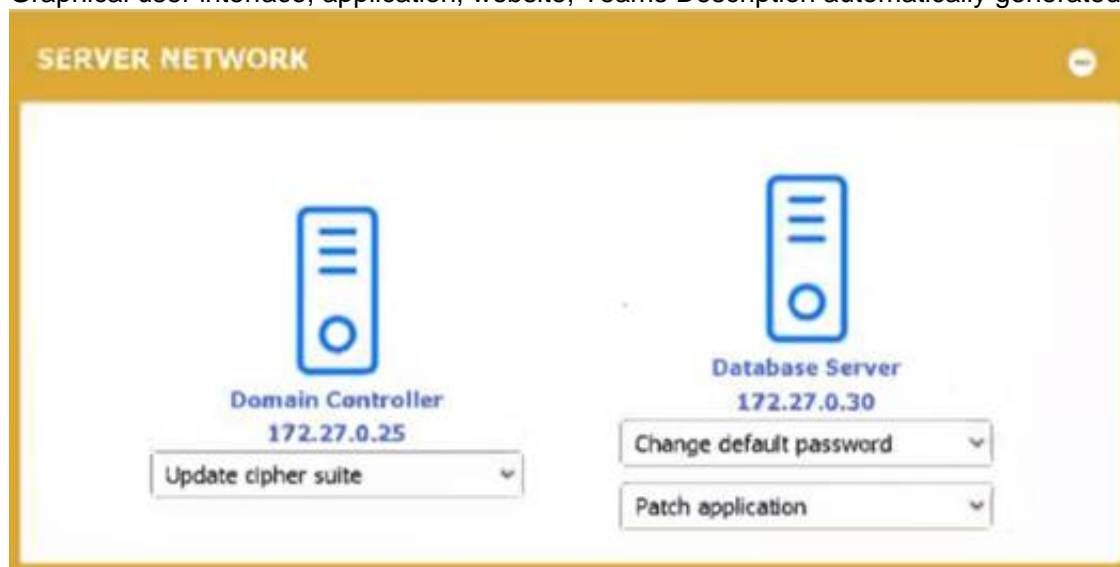 Graphical user interface, application, website, Teams Description automatically generated
SERVER NETWORK
Domain Controller
172.27.0.25
Update cipher suite
Database Server
172.27.0.30
Change default password
Patch application